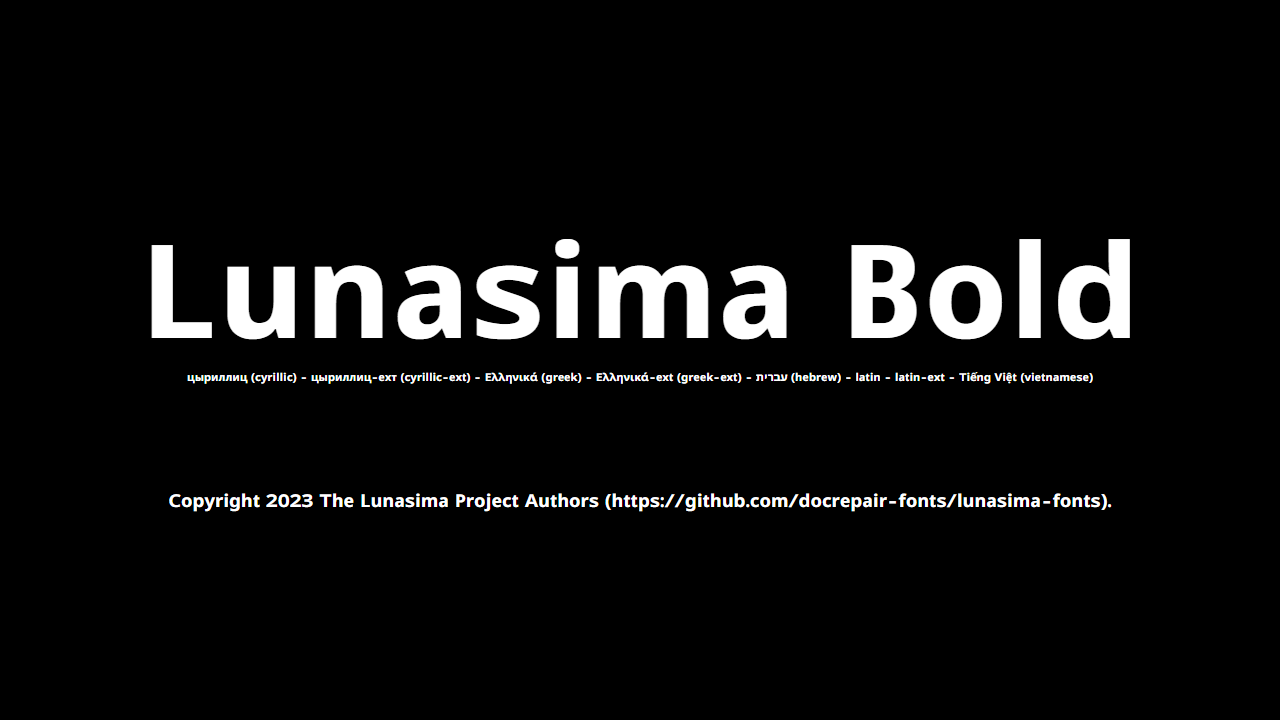 Lunasima Bold
цыриллиц (cyrillic) - цыриллиц-ехт (cyrillic-ext) - Ελληνικά (greek) - Ελληνικά-ext (greek-ext) - עברית (hebrew) - latin - latin-ext - Tiếng Việt (vietnamese)
Copyright 2023 The Lunasima Project Authors (https://github.com/docrepair-fonts/lunasima-fonts).